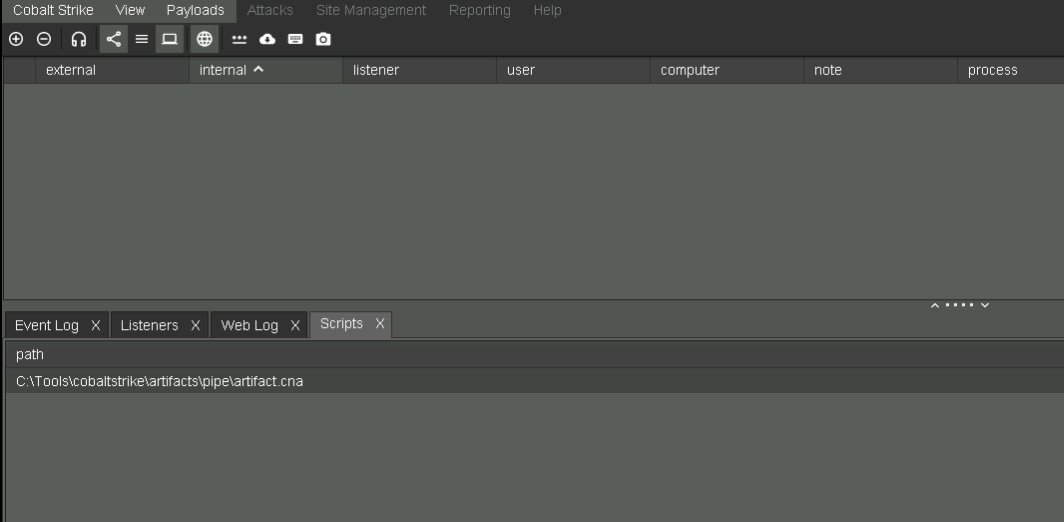 Cobalt Strike View Payloads Attacks Site Management Reporting Help
external internal listener user computer note process
Event Log X Listeners X Web Log X Scripts X
path
C:\Tools\cobaltstrike\artifacts\pipe\artifact.cna